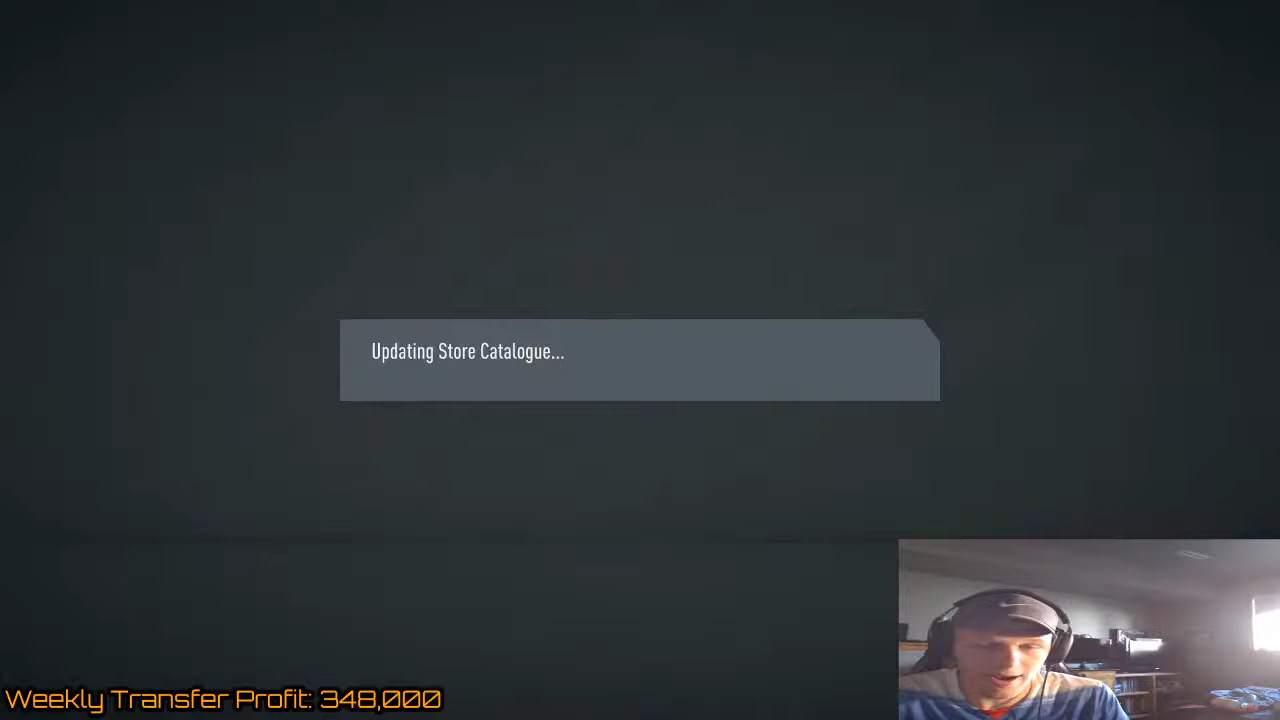 Updating Store Catalogue...
Weekly Transfer Profit: 348,000